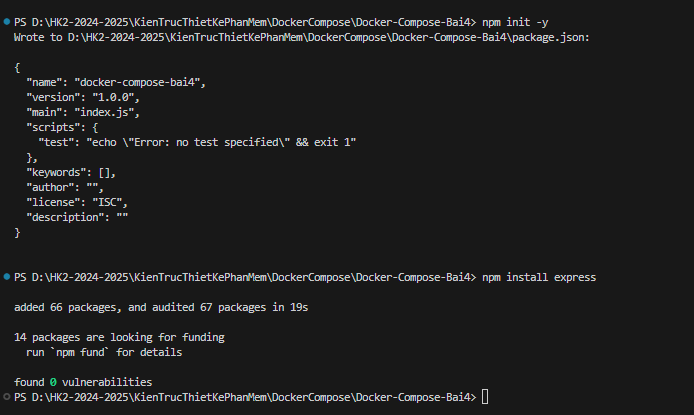 PS D:\HK2-2024-2025\KienTrucThietKePhanMem\DockerCompose\Docker-Compose-Bai4> npm init -y
Wrote to D:\HK2-2024-2025\KienTrucThietKePhanMem\DockerCompose\Docker-Compose-Bai4\package.json:
{
  "name": "docker-compose-bai4",
  "version": "1.0.0",
  "main": "index.js",
  "scripts": {
    "test": "echo \"Error: no test specified\" && exit 1"
  },
  "keywords": [],
  "author": "",
  "license": "ISC",
  "description": ""
}
PS D:\HK2-2024-2025\KienTrucThietKePhanMem\DockerCompose\Docker-Compose-Bai4> npm install express
added 66 packages, and audited 67 packages in 19s
14 packages are looking for funding
  run `npm fund` for details
found 0 vulnerabilities
PS D:\HK2-2024-2025\KienTrucThietKePhanMem\DockerCompose\Docker-Compose-Bai4>